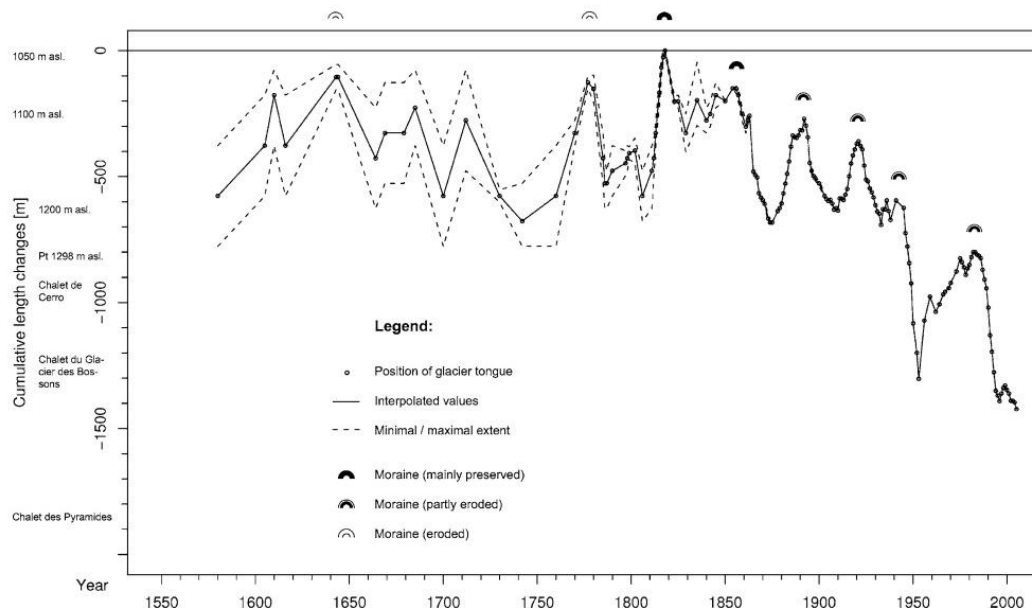 1050 m asl.
1100 m asl.
1200 m asl.
Pt 1298 m asl.
Chalet de
Cerro
Chalet du Gla-
cier des Bos-
sons
Chalet des Pyramides
Cumulative length changes [m]
0
−500
−1000
−1500
Legend:
Position of glacier tongue
Interpolated values
Minimal / maximal extent
Moraine (mainly preserved)
Moraine (partly eroded)
Moraine (eroded)
Year
1550
1600
1650
1700
1750
1800
1850
1900
1950
2000